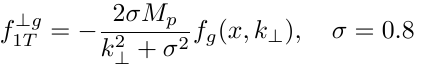 $f_{1T}^{\perp g} = -\frac{2\sigma M_p}{k_\perp^2 + \sigma^2} f_g(x, k_\perp), \quad \sigma = 0.8$